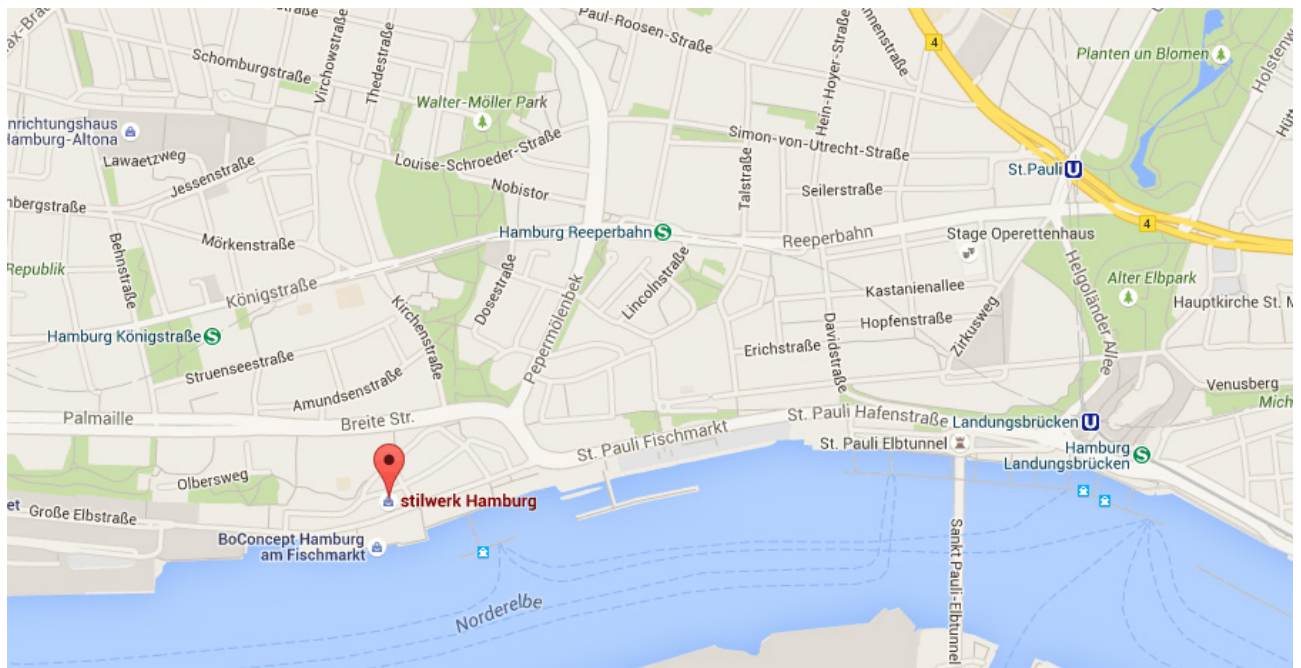 Paul-Roosen-Straße
4
Planten un Blomen
Schomburgstraße
Virchowstraße
Thedestraße
Hein-Hoyer-Straße
Walter-Möller Park
nrichtungshaus
Hamburg-Altona
Simon-von-Utrecht-Straße
Lawaetzweg
Louise-Schroeder-Straße
St.Pauli U
Jessenstraße
Nobistor
Talstraße
Seilerstraße
nbergstraße
4
Hamburg Reeperbahn S
Reeperbahn
Stage Operettenhaus
Mörkenstraße
Behnstraße
Republik
Königstraße
Dosestraße
Pepermölenbek
Lincolnstraße
Kastanienallee
Helgoländer Allee
Alter Elbpark
Hauptkirche St. M
Kirchenstraße
Hopfenstraße
Zirkusweg
Hamburg Königstraße S
Davidstraße
Erichstraße
Struenseestraße
Amundsenstraße
Venusberg
Mich
Palmaille
Breite Str.
St. Pauli Hafenstraße
Landungsbrücken U
St. Pauli Fischmarkt
St. Pauli Elbtunnel
Hamburg
Landungsbrücken S
Olbersweg
stilwerk Hamburg
et
Große Elbstraße
BoConcept Hamburg
am Fischmarkt
Sankt Pauli-Elbtunnel
Norderelbe